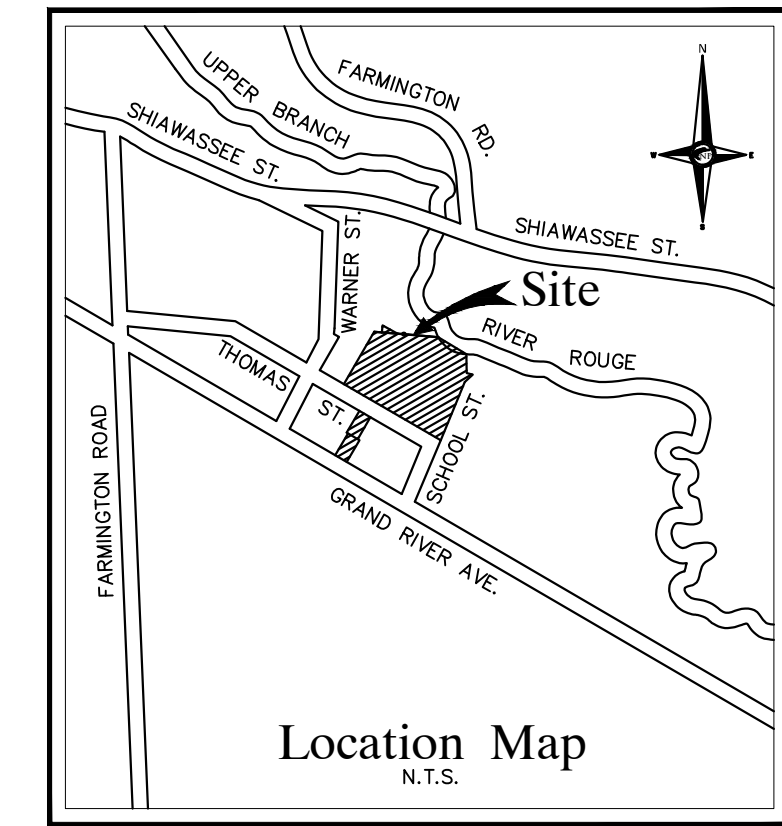 N
W
E
S
NF
FARMINGTON RD.
UPPER BRANCH
SHIAWASSEE ST.
SHIAWASSEE ST.
WARNER ST.
Site
RIVER ROUGE
THOMAS ST.
SCHOOL ST.
FARMINGTON ROAD
GRAND RIVER AVE.
Location Map
N.T.S.